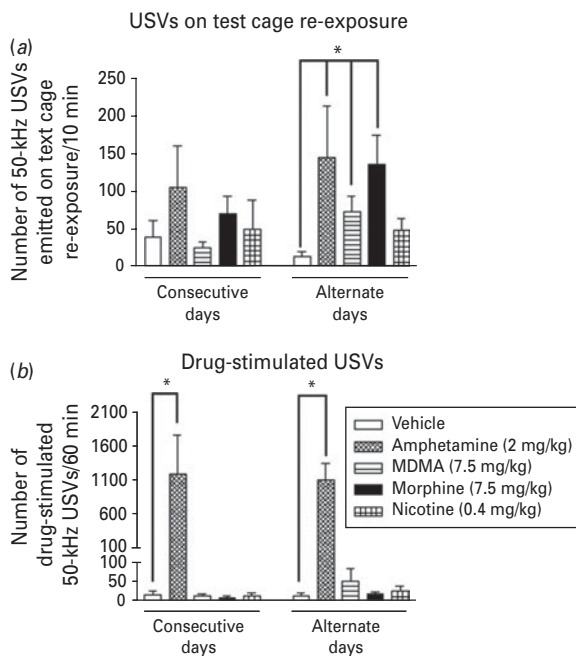 USVs on test cage re-exposure
(a)
*
Number of 50-kHz USVs
emitted on text cage
re-exposure/10 min
250
200
150
100
50
0
Consecutive
days
Alternate
days
(b)
Drug-stimulated USVs
*
*
Number of
drug-stimulated
50-kHz USVs/60 min
2100
1600
1100
600
100
100
50
0
Vehicle
Amphetamine (2 mg/kg)
MDMA (7.5 mg/kg)
Morphine (7.5 mg/kg)
Nicotine (0.4 mg/kg)
Consecutive
days
Alternate
days